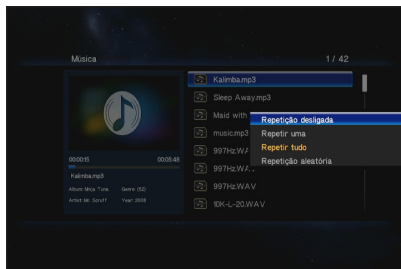 Música
1 / 42
Kalimba.mp3
Sleep Away.mp3
Maid with
music.mp3
997Hz.WA
997Hz.WA
997Hz.WAV
10K-L-20.WAV
Repetição desligada
Repetir uma
Repetir tudo
Repetição aleatória
00:00:15
00:05:48
Kalimba.mp3
Album: Ninja Tuna
Genre: (52)
Artist: Mr. Scruff
Year: 2008